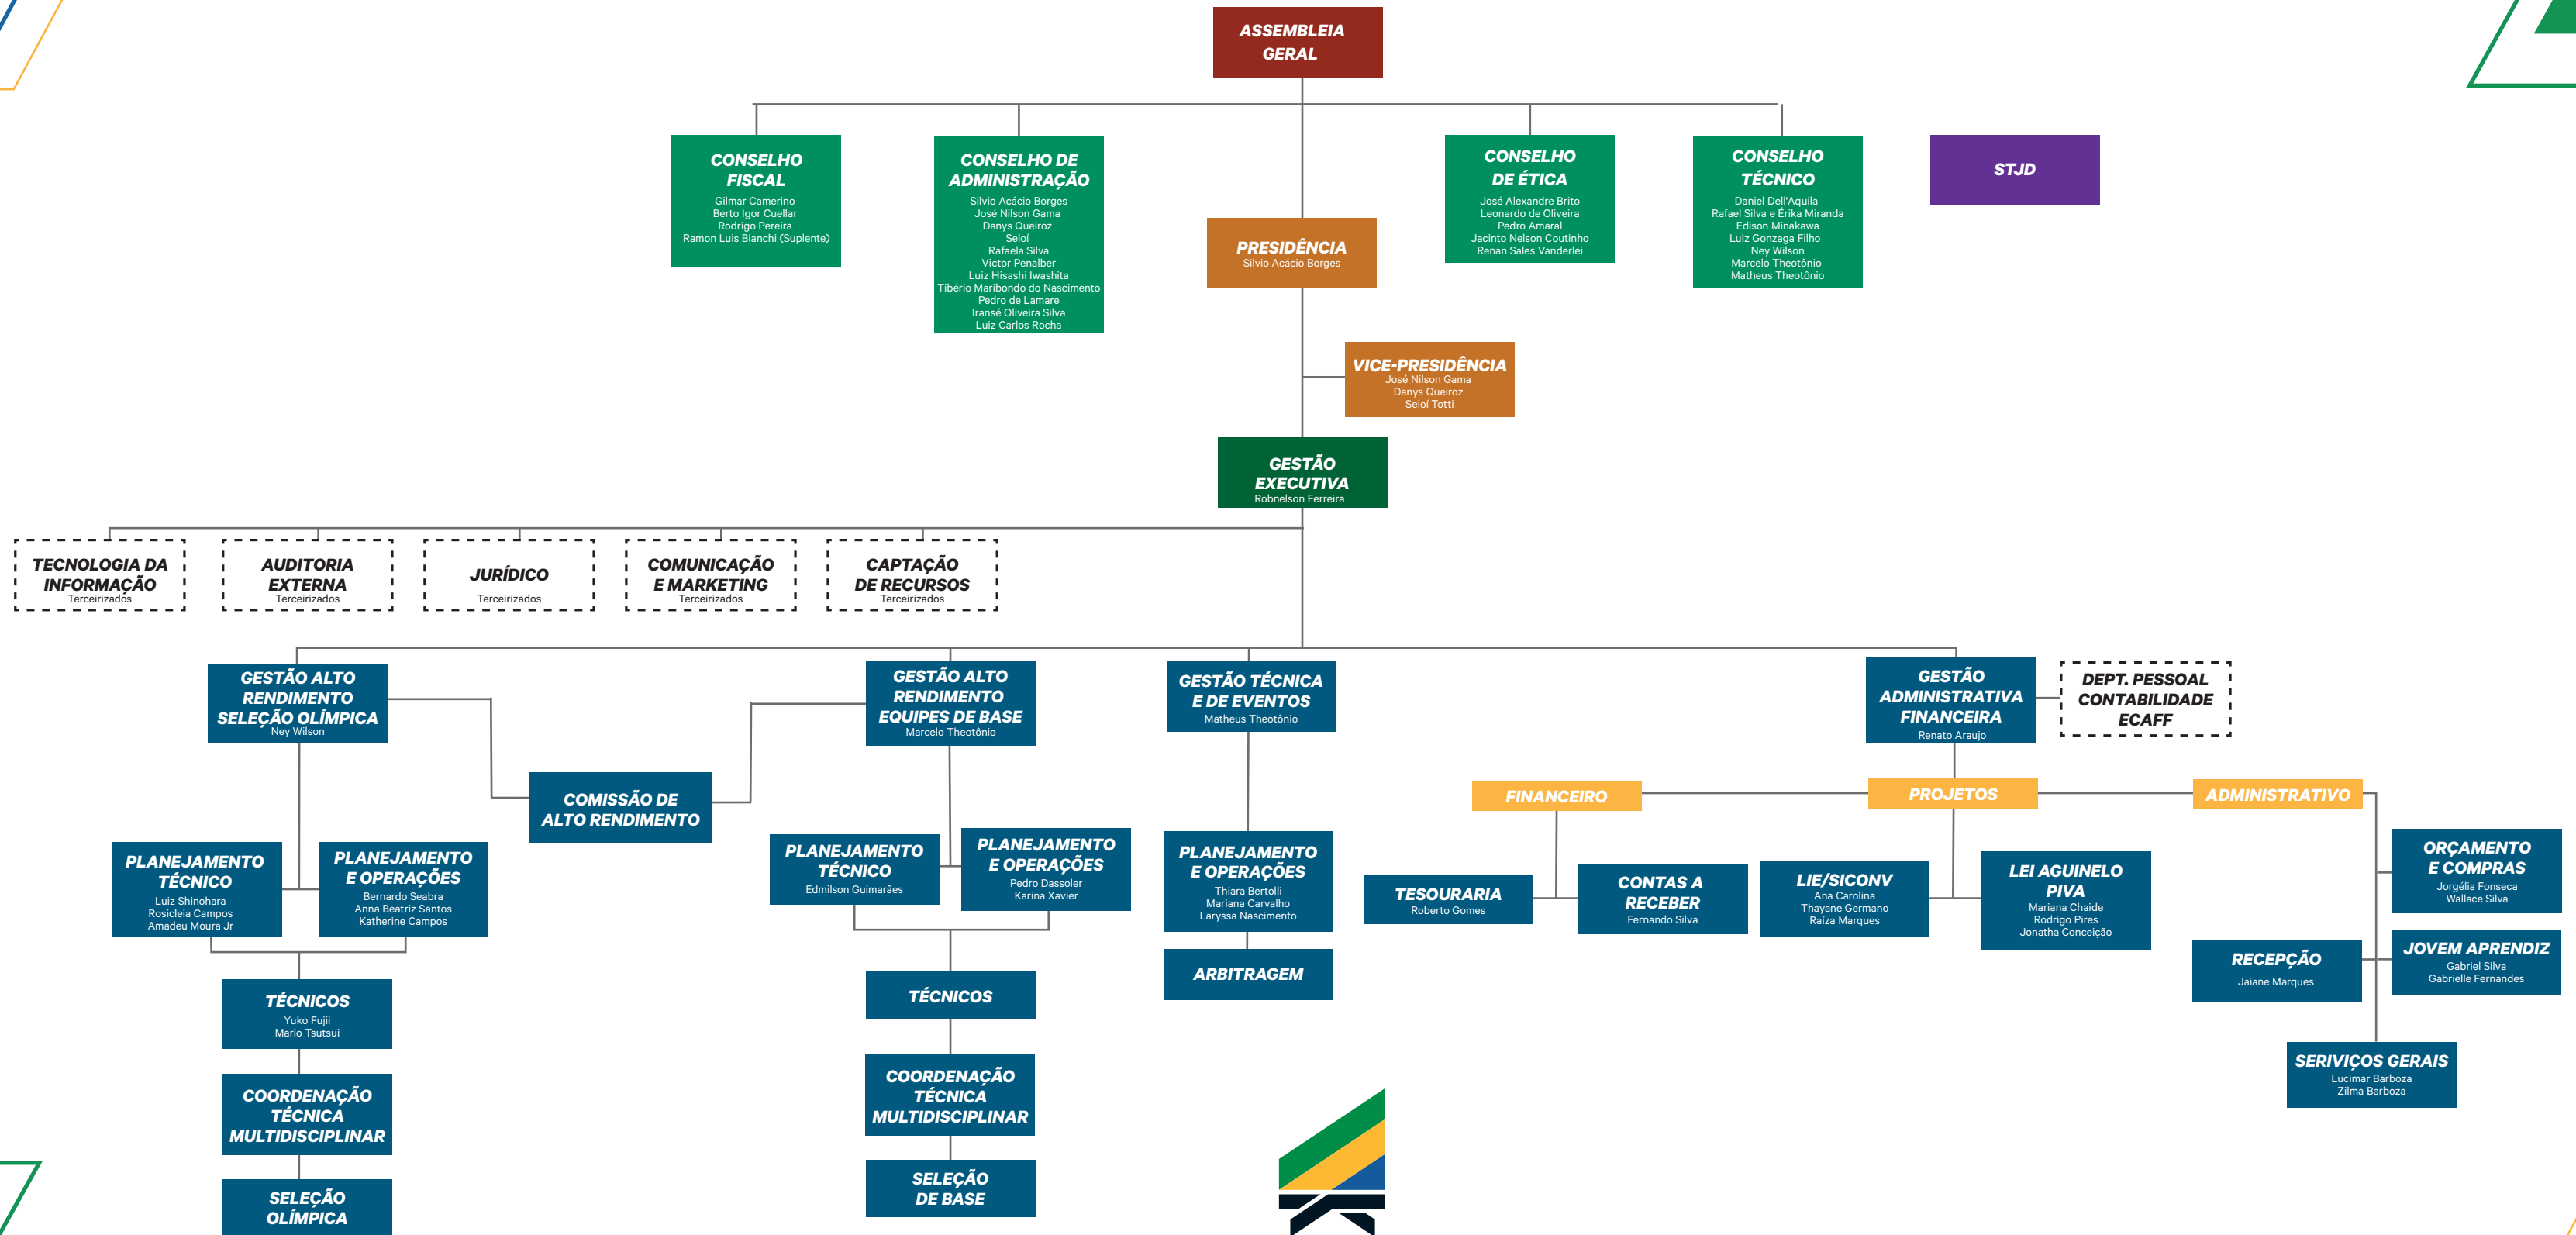 ASSEMBLEIA
GERAL
CONSELHO
FISCAL
Gilmar Camerino
Berto Igor Cuellar
Rodrigo Pereira
Ramon Luis Bianchi (Suplente)
CONSELHO DE
ADMINISTRAÇÃO
Silvio Acácio Borges
José Nilson Gama
Danys Queiroz
Seloí
Rafaela Silva
Victor Penalber
Luiz Hisashi Iwashita
Tibério Maribondo do Nascimento
Pedro de Lamare
Iransé Oliveira Silva
Luiz Carlos Rocha
PRESIDÊNCIA
Silvio Acácio Borges
CONSELHO
DE ÉTICA
José Alexandre Brito
Leonardo de Oliveira
Pedro Amaral
Jacinto Nelson Coutinho
Renan Sales Vanderlei
CONSELHO
TÉCNICO
Daniel Dell'Aquila
Rafael Silva e Érika Miranda
Edison Minakawa
Luiz Gonzaga Filho
Ney Wilson
Marcelo Theotônio
Matheus Theotônio
STJD
VICE-PRESIDÊNCIA
José Nilson Gama
Danys Queiroz
Seloí Totti
GESTÃO
EXECUTIVA
Robnelson Ferreira
TECNOLOGIA DA
INFORMAÇÃO
Terceirizados
AUDITORIA
EXTERNA
Terceirizados
JURÍDICO
Terceirizados
COMUNICAÇÃO
E MARKETING
Terceirizados
CAPTAÇÃO
DE RECURSOS
Terceirizados
GESTÃO ALTO
RENDIMENTO
SELEÇÃO OLÍMPICA
Ney Wilson
GESTÃO ALTO
RENDIMENTO
EQUIPES DE BASE
Marcelo Theotônio
GESTÃO TÉCNICA
E DE EVENTOS
Matheus Theotônio
GESTÃO
ADMINISTRATIVA
FINANCEIRA
Renato Araujo
DEPT. PESSOAL
CONTABILIDADE
ECAFF
COMISSÃO DE
ALTO RENDIMENTO
FINANCEIRO
PROJETOS
ADMINISTRATIVO
PLANEJAMENTO
TÉCNICO
Luiz Shinohara
Rosicleia Campos
Amadeu Moura Jr
PLANEJAMENTO
E OPERAÇÕES
Bernardo Seabra
Anna Beatriz Santos
Katherine Campos
PLANEJAMENTO
TÉCNICO
Edmilson Guimarães
PLANEJAMENTO
E OPERAÇÕES
Pedro Dassoler
Karina Xavier
PLANEJAMENTO
E OPERAÇÕES
Thiara Bertolli
Mariana Carvalho
Laryssa Nascimento
TESOURARIA
Roberto Gomes
CONTAS A
RECEBER
Fernando Silva
LIE/SICONV
Ana Carolina
Thayane Germano
Raíza Marques
LEI AGUINELO
PIVA
Mariana Chaide
Rodrigo Pires
Jonatha Conceição
ORÇAMENTO
E COMPRAS
Jorgélia Fonseca
Wallace Silva
RECEPÇÃO
Jaiane Marques
JOVEM APRENDIZ
Gabriel Silva
Gabrielle Fernandes
SERIVIÇOS GERAIS
Lucimar Barboza
Zilma Barboza
ARBITRAGEM
TÉCNICOS
Yuko Fujii
Mario Tsutsui
TÉCNICOS
COORDENAÇÃO
TÉCNICA
MULTIDISCIPLINAR
COORDENAÇÃO
TÉCNICA
MULTIDISCIPLINAR
SELEÇÃO
OLÍMPICA
SELEÇÃO
DE BASE